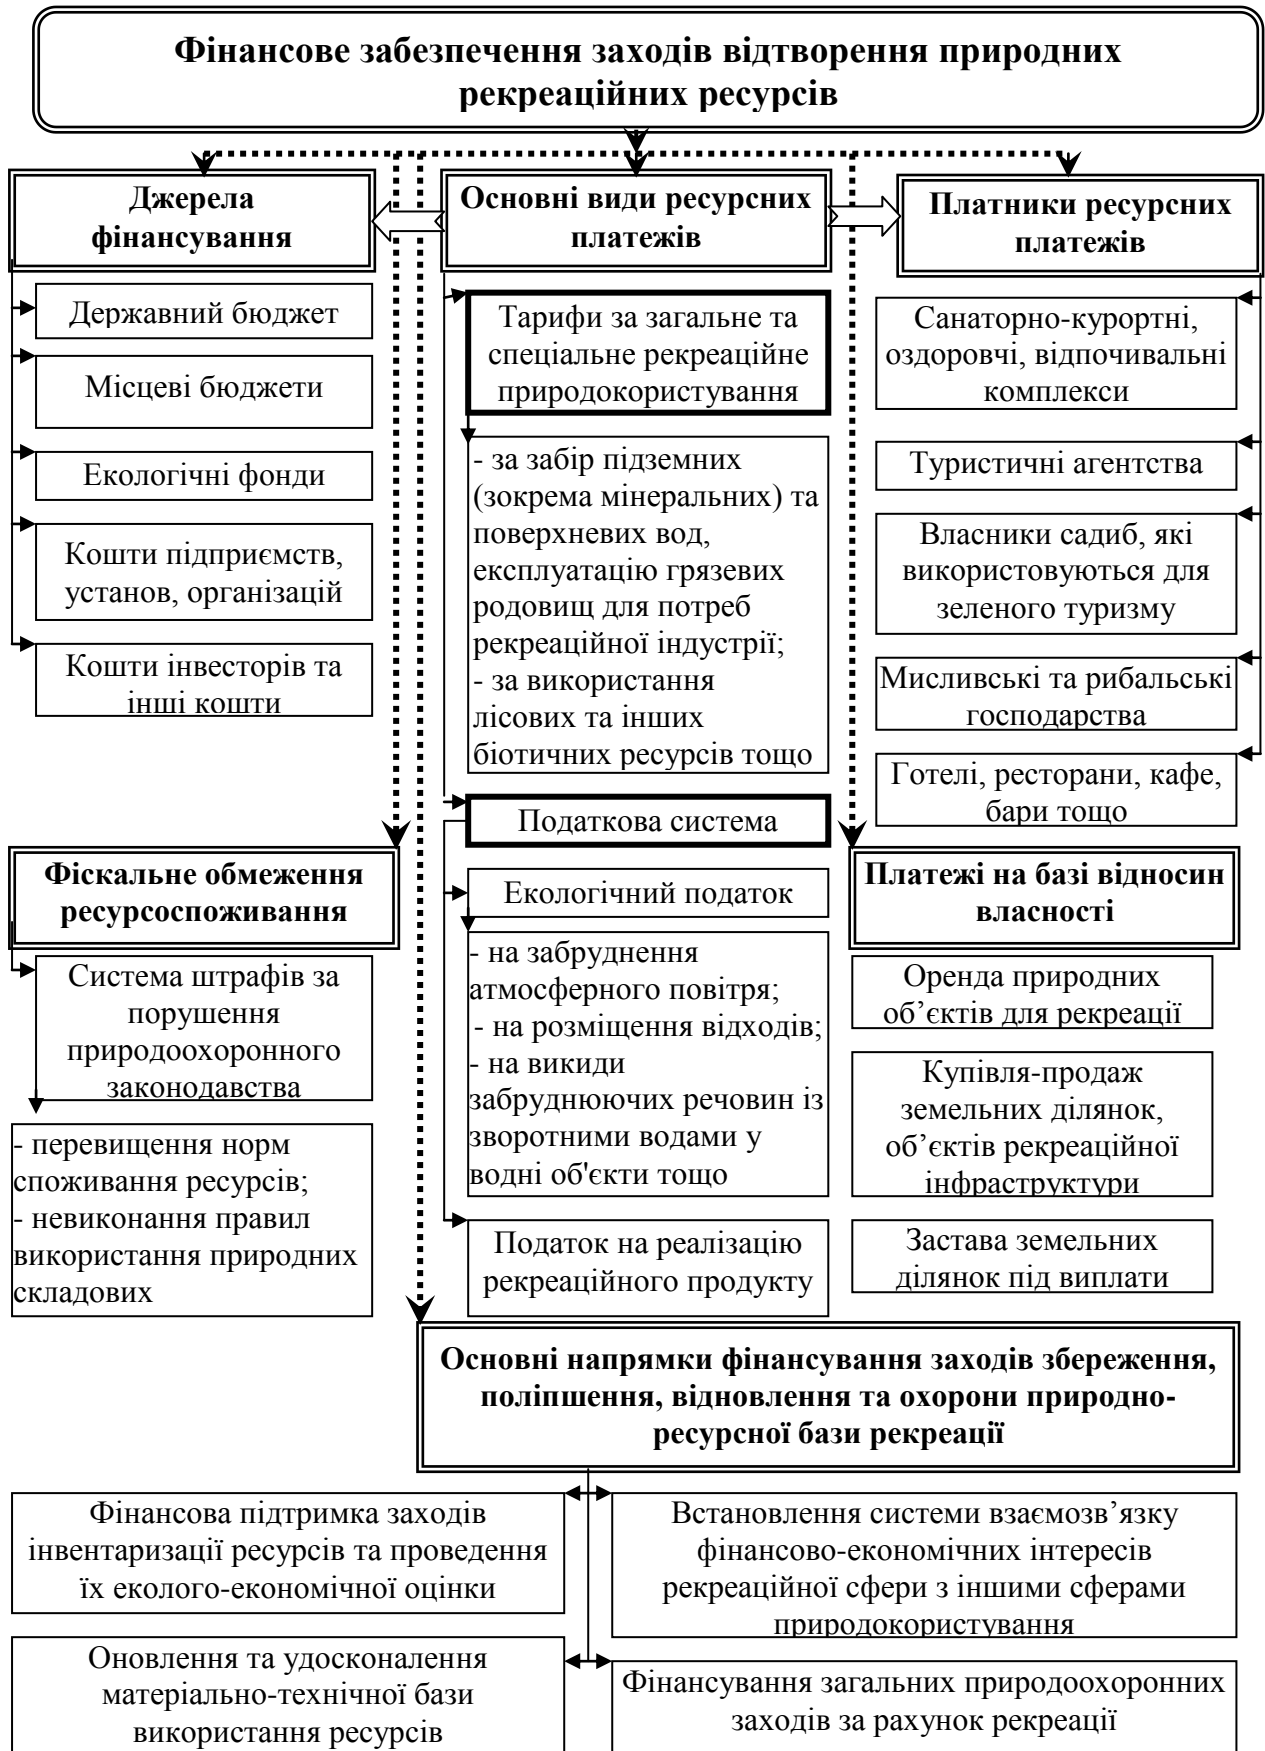 Фінансове забезпечення заходів відтворення природних
рекреаційних ресурсів
Джерела
фінансування
Основні види ресурсних
платежів
Платники ресурсних
платежів
Державний бюджет
Місцеві бюджети
Екологічні фонди
Кошти підприємств,
установ, організацій
Кошти інвесторів та
інші кошти
Тарифи за загальне та
спеціальне рекреаційне
природокористування
- за забір підземних
(зокрема мінеральних) та
поверхневих вод,
експлуатацію грязевих
родовищ для потреб
рекреаційної індустрії;
- за використання
лісових та інших
біотичних ресурсів тощо
Податкова система
Санаторно-курортні,
оздоровчі, відпочивальні
комплекси
Туристичні агентства
Власники садиб, які
використовуються для
зеленого туризму
Мисливські та рибальські
господарства
Готелі, ресторани, кафе,
бари тощо
Фіскальне обмеження
ресурсоспоживання
Система штрафів за
порушення
природоохоронного
законодавства
- перевищення норм
споживання ресурсів;
- невиконання правил
використання природних
складових
Екологічний податок
- на забруднення
атмосферного повітря;
- на розміщення відходів;
- на викиди
забруднюючих речовин із
зворотними водами у
водні об'єкти тощо
Податок на реалізацію
рекреаційного продукту
Платежі на базі відносин
власності
Оренда природних
об’єктів для рекреації
Купівля-продаж
земельних ділянок,
об’єктів рекреаційної
інфраструктури
Застава земельних
ділянок під виплати
Основні напрямки фінансування заходів збереження,
поліпшення, відновлення та охорони природно-
ресурсної бази рекреації
Фінансова підтримка заходів
інвентаризації ресурсів та проведення
їх еколого-економічної оцінки
Встановлення системи взаємозв’язку
фінансово-економічних інтересів
рекреаційної сфери з іншими сферами
природокористування
Оновлення та удосконалення
матеріально-технічної бази
використання ресурсів
Фінансування загальних природоохоронних
заходів за рахунок рекреації